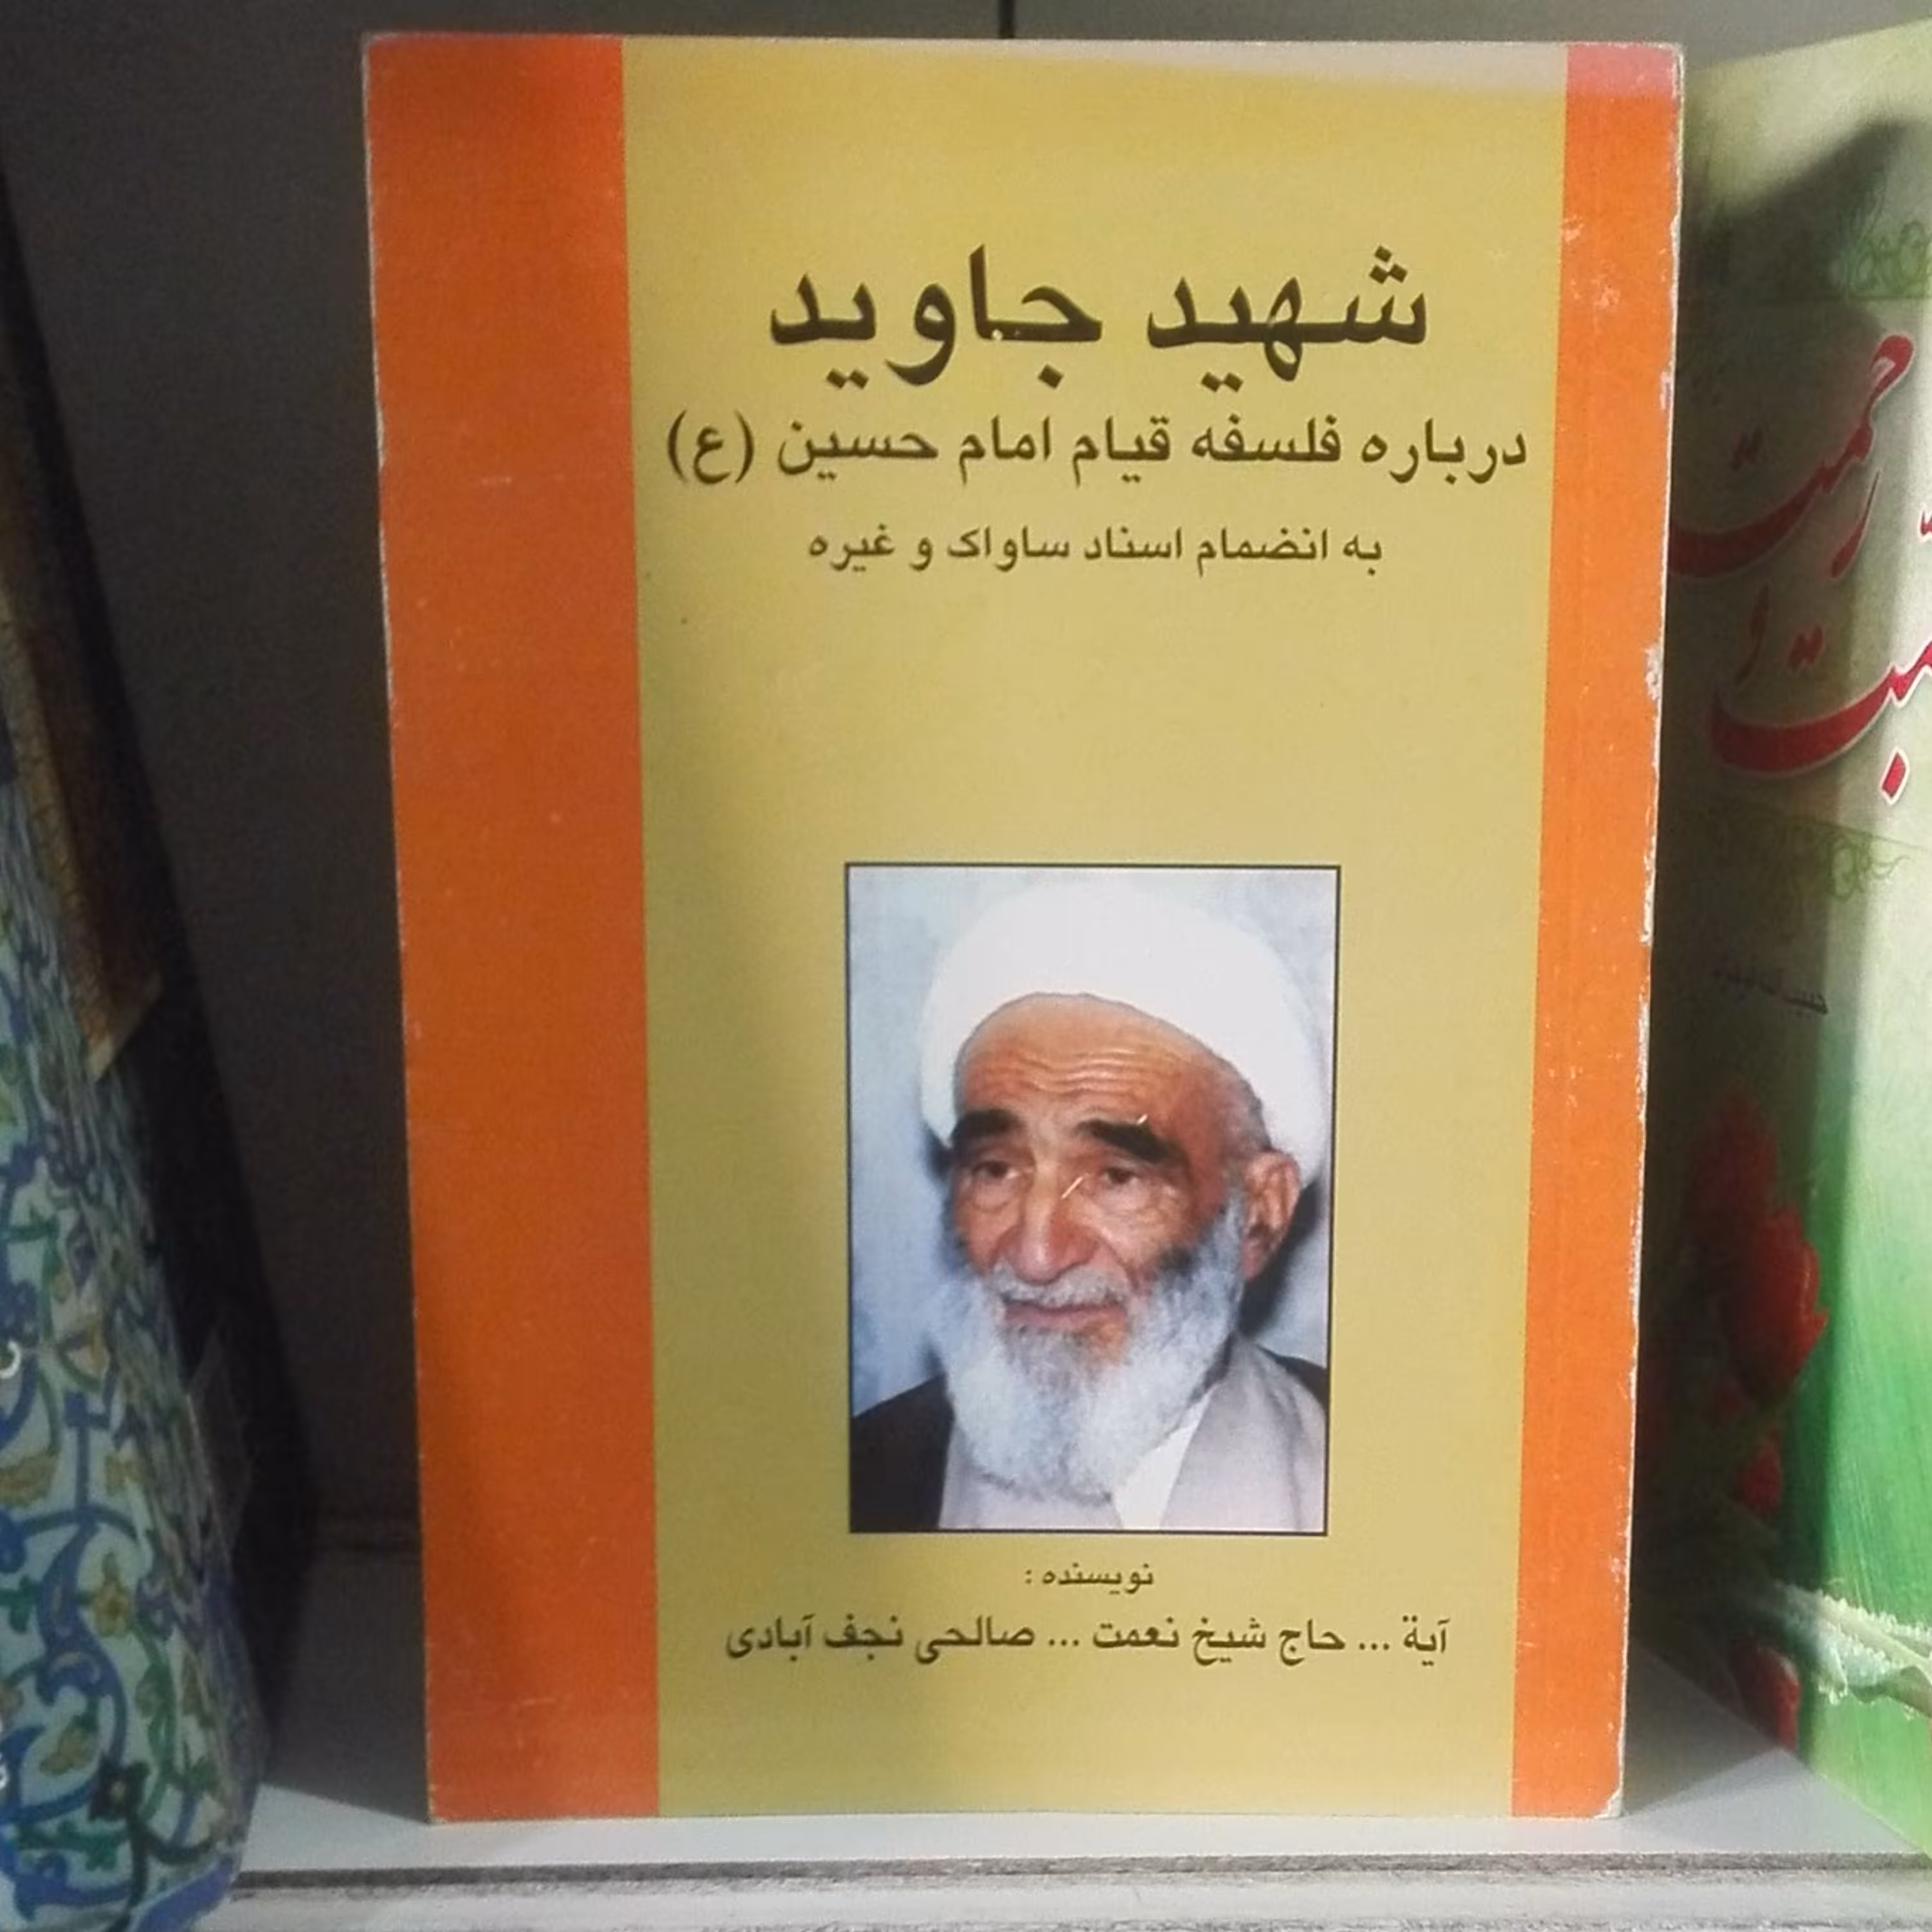 شهید جاوید
درباره فلسفه قیام امام حسین (ع)
به انضمام اسناد ساواک و غیره
نویسنده :
آیة ... حاج شیخ نعمت ... صالحی نجف آبادی
رحمت